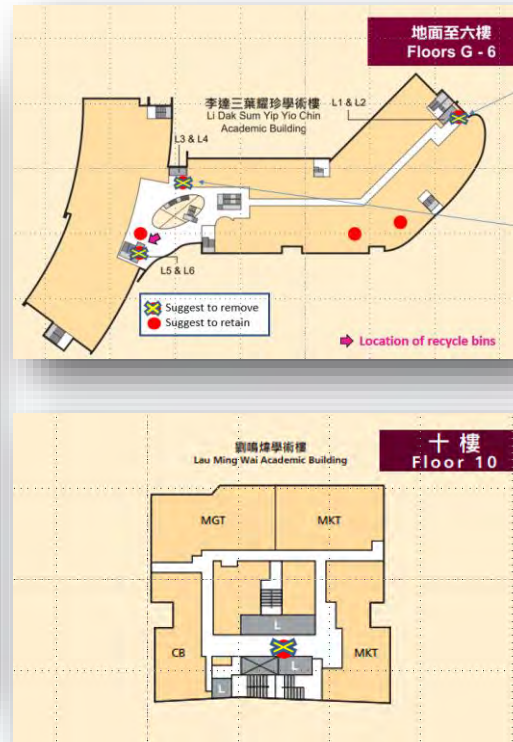 地面至六樓
Floors G - 6
李達三葉耀珍學術樓
Li Dak Sum Yip Yio Chin
Academic Building
L1 & L2
L3 & L4
L
L5 & L6
Suggest to remove
Suggest to retain
Location of recycle bins
劉鳴煒學術樓
Lau Ming Wai Academic Building
十樓
Floor 10
MGT
MKT
L
CB
MKT
L
L